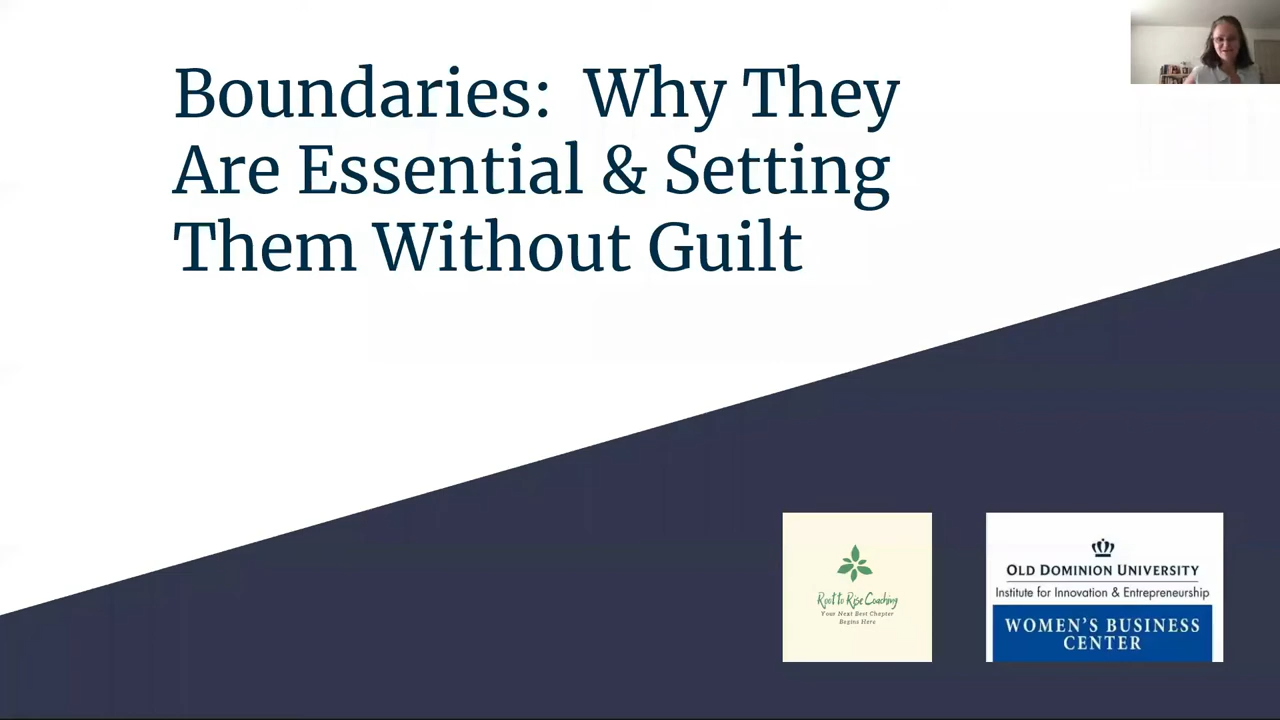 Boundaries:  Why They
Are Essential & Setting
Them Without Guilt
Root to Rise Coaching
Your Next Best Chapter
Begins Here
OLD DOMINION UNIVERSITY
Institute for Innovation & Entrepreneurship
WOMEN'S BUSINESS
CENTER